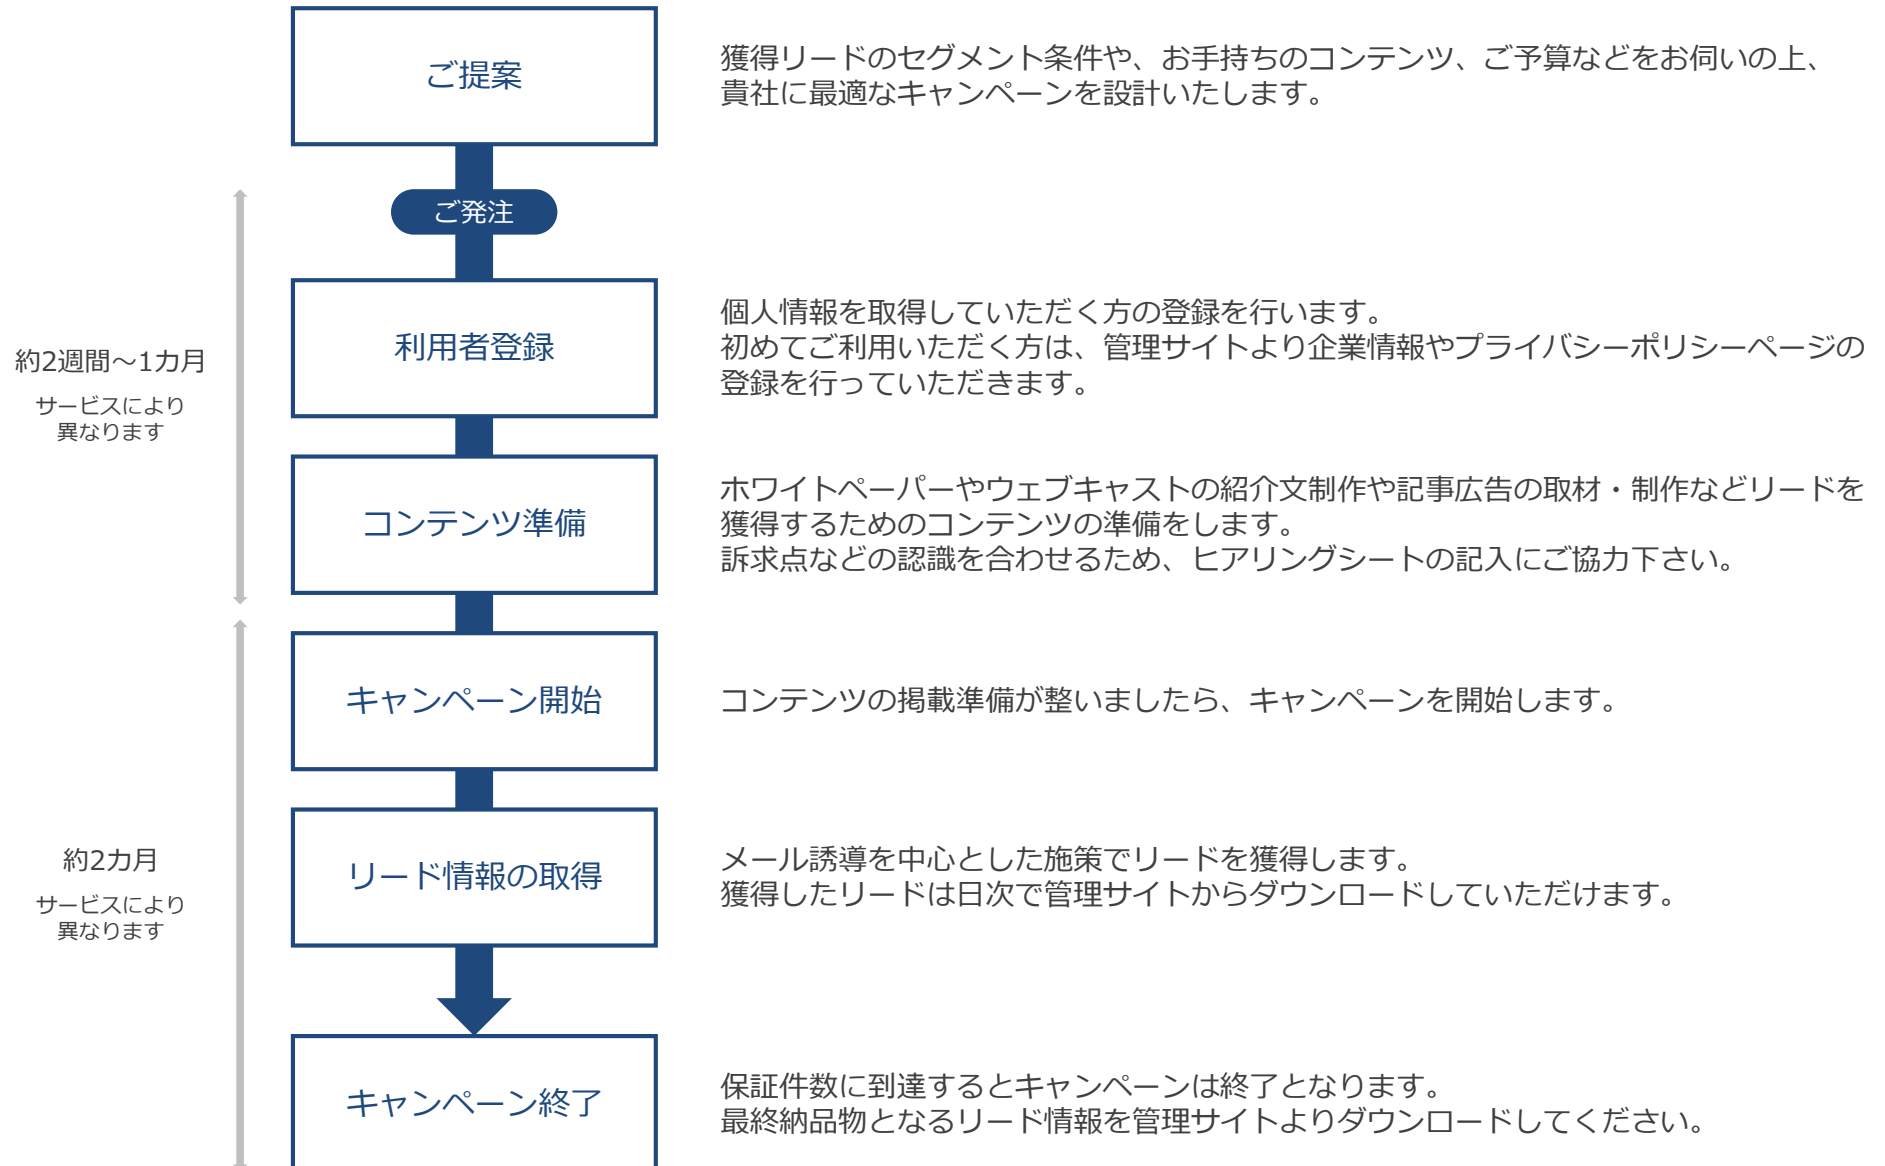 ご提案
獲得リードのセグメント条件や、お手持ちのコンテンツ、ご予算などをお伺いの上、
貴社に最適なキャンペーンを設計いたします。
ご発注
約2週間～1カ月
サービスにより
異なります
利用者登録
個人情報を取得していただく方の登録を行います。
初めてご利用いただく方は、管理サイトより企業情報やプライバシーポリシーページの
登録を行っていただきます。
コンテンツ準備
ホワイトペーパーやウェブキャストの紹介文制作や記事広告の取材・制作などリードを
獲得するためのコンテンツの準備をします。
訴求点などの認識を合わせるため、ヒアリングシートの記入にご協力下さい。
キャンペーン開始
コンテンツの掲載準備が整いましたら、キャンペーンを開始します。
約2カ月
サービスにより
異なります
リード情報の取得
メール誘導を中心とした施策でリードを獲得します。
獲得したリードは日次で管理サイトからダウンロードしていただけます。
キャンペーン終了
保証件数に到達するとキャンペーンは終了となります。
最終納品物となるリード情報を管理サイトよりダウンロードしてください。